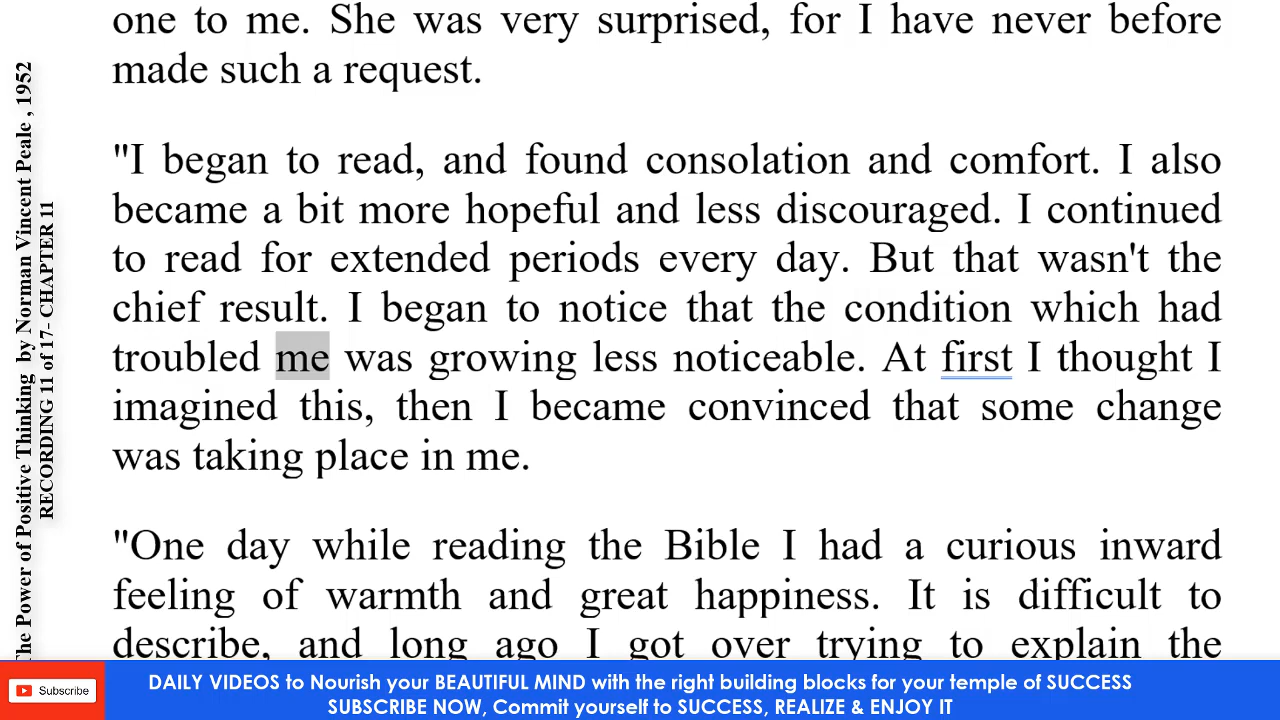 one to me. She was very surprised, for I have never before
made such a request.
"I began to read, and found consolation and comfort. I also
became a bit more hopeful and less discouraged. I continued
to read for extended periods every day. But that wasn't the
chief result. I began to notice that the condition which had
troubled me was growing less noticeable. At first I thought I
imagined this, then I became convinced that some change
was taking place in me.
"One day while reading the Bible I had a curious inward
feeling of warmth and great happiness. It is difficult to
describe, and long ago I got over trying to explain the
The Power of Positive Thinking by Norman Vincent Peale , 1952
RECORDING 11 of 17- CHAPTER 11
Subscribe
DAILY VIDEOS to Nourish your BEAUTIFUL MIND with the right building blocks for your temple of SUCCESS
SUBSCRIBE NOW, Commit yourself to SUCCESS, REALIZE & ENJOY IT